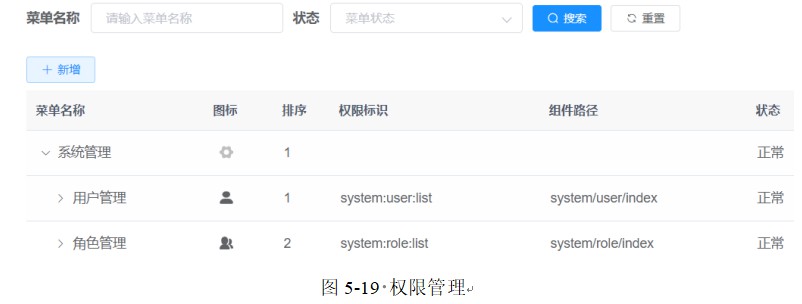 菜单名称 请输入菜单名称 状态 菜单状态 搜索 重置
新增
菜单名称 图标 排序 权限标识 组件路径 状态
系统管理 1 正常
用户管理 1 system:user:list system/user/index 正常
角色管理 2 system:role:list system/role/index 正常
图 5-19 权限管理